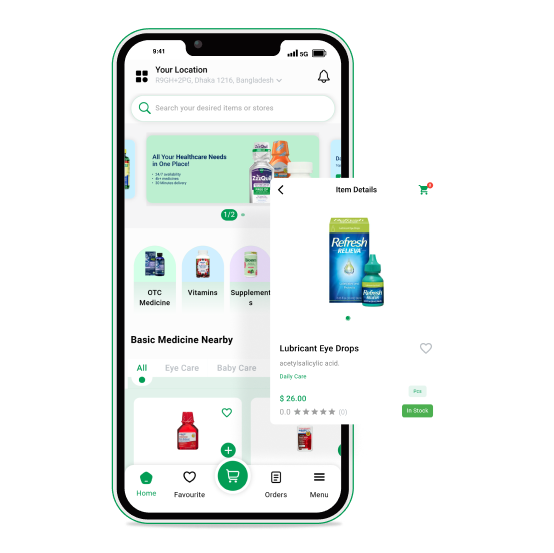 9:41
5G
Your Location
R9GH+2PG, Dhaka 1216, Bangladesh
Search your desired items or stores
All Your Healthcare Needs
in One Place!
• 24/7 availability
• 4k+ medicines
• 30 Minutes delivery
ZzzQuil
1/2
OTC
Medicine
Vitamins
Supplement
s
Basic Medicine Nearby
All
Eye Care
Baby Care
Home
Favourite
Orders
Menu
Item Details
Refresh
RELIEVA
Refresh
RELIEVA
Lubricant Eye Drops
acetylsalicylic acid.
Daily Care
$ 26.00
Pcs
0.0
(0)
In Stock